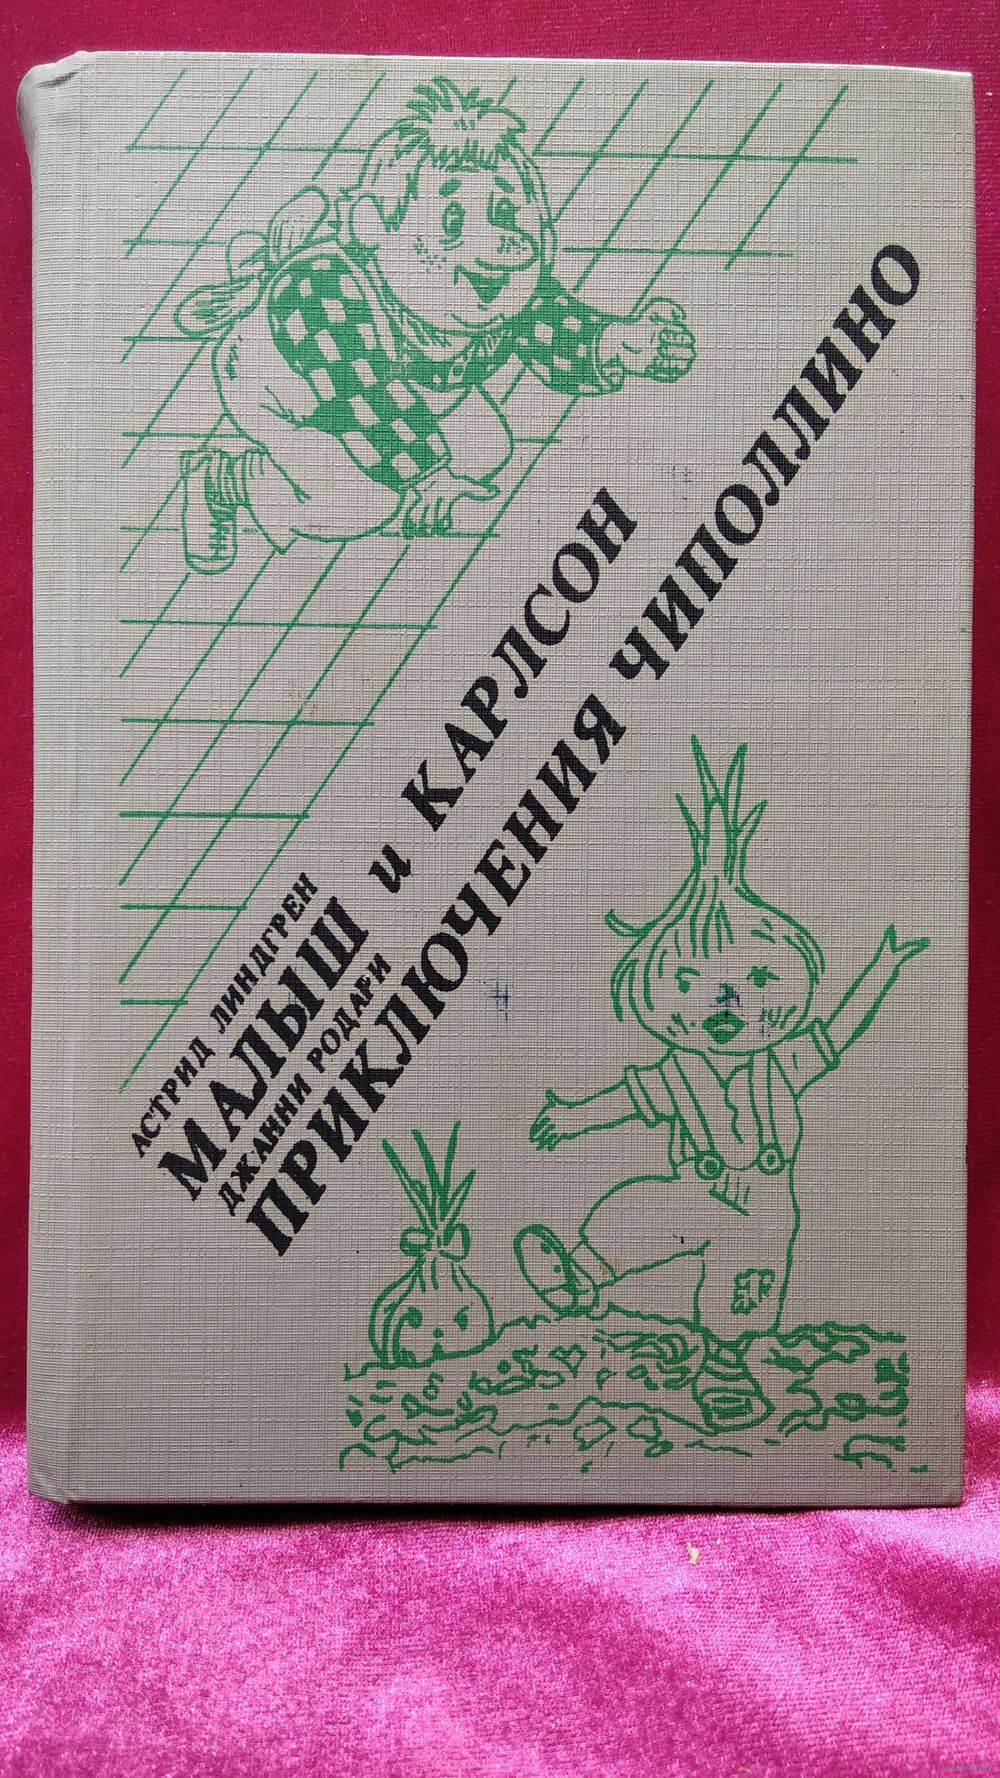 АСТРИД ЛИНДГРЕН
МАЛЫШ и КАРЛСОН
ДЖАННИ РОДАРИ
ПРИКЛЮЧЕНИЯ ЧИПОЛЛИНО